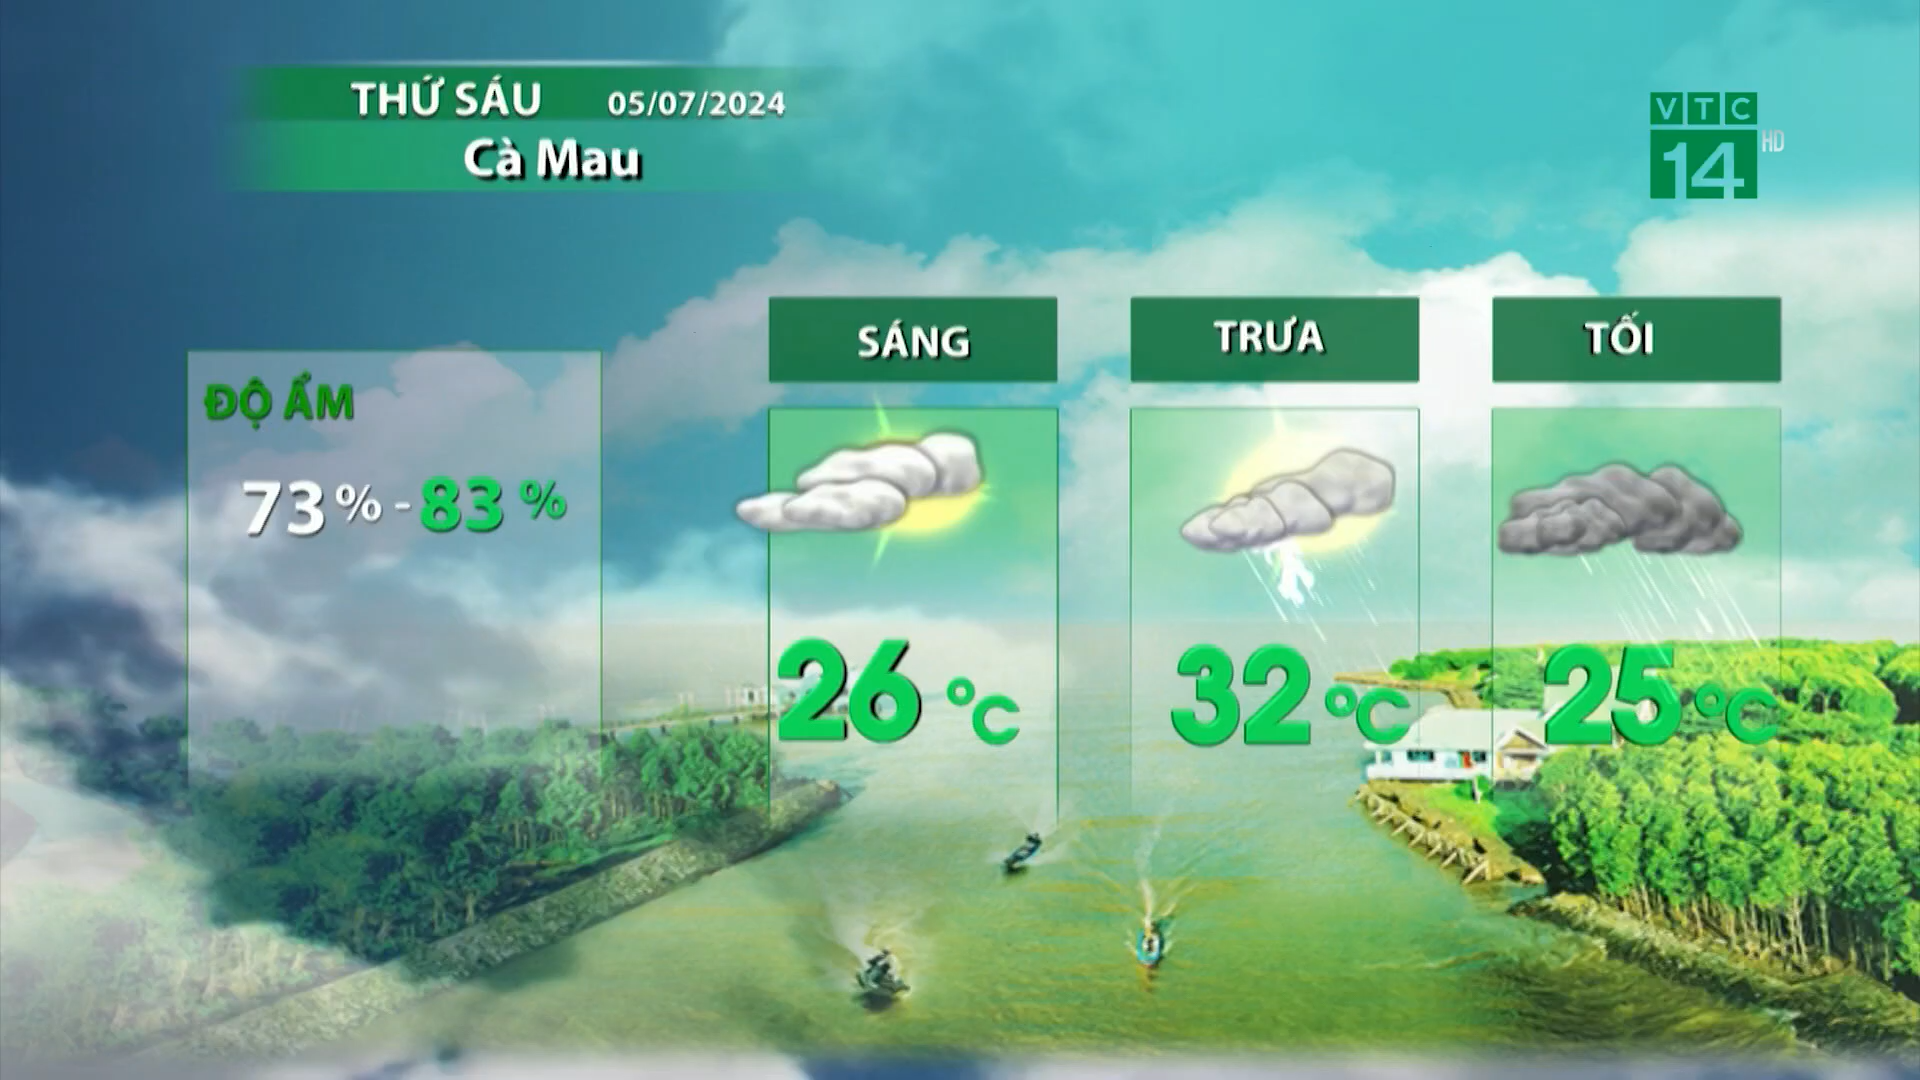 THỨ SÁU 05/07/2024
Cà Mau
VTC
14 HD
ĐỘ ẨM
73% - 83%
SÁNG
TRƯA
TỐI
26 °C
32 °C
25 °C